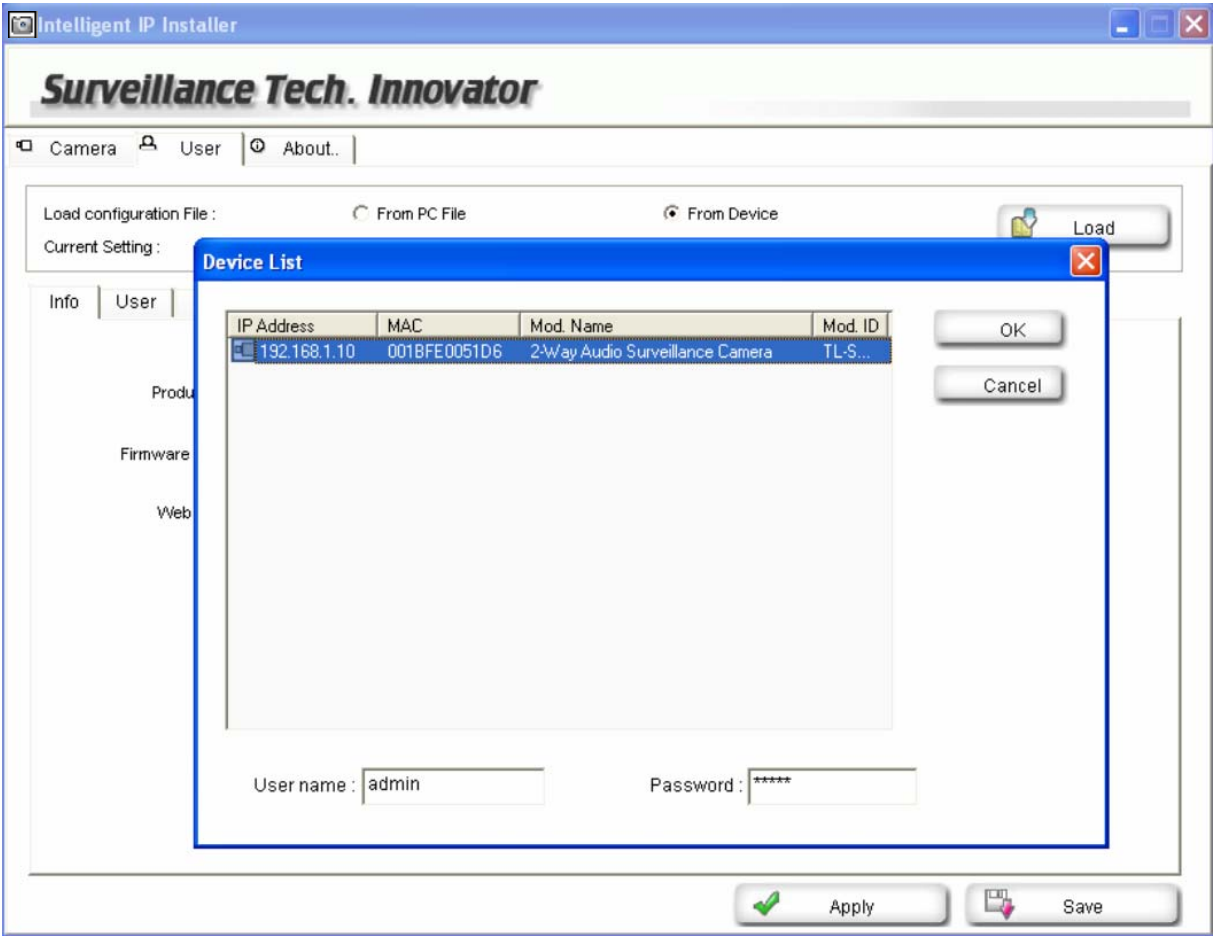 Intelligent IP Installer
Surveillance Tech. Innovator
Camera User About..
Load configuration File : From PC File From Device Load
Current Setting :
Device List
Info User
IP Address MAC Mod. Name Mod. ID OK
192.168.1.10 001BFE0051D6 2-Way Audio Surveillance Camera TL-S...
Cancel
Produ
Firmware
Web
User name : admin Password : *****
Apply Save